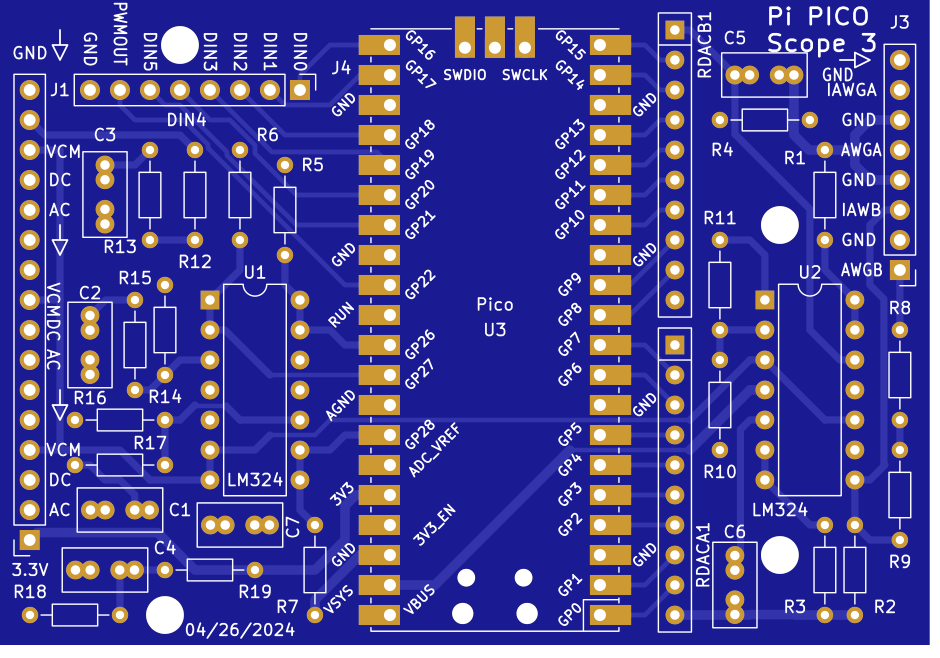 Pi PICO
Scope 3
J3
GND
GND
PWMOUT
DIN5
DIN3
DIN2
DIN1
DIN0
DIN4
J4
J1
GP16
GP17
GND
GP18
GP19
GP20
GP21
GND
GP22
RUN
GP26
GP27
AGND
GP28
ADC_VREF
3V3
3V3_EN
GND
VSYS
VBUS
SWDIO
SWCLK
GP15
GP14
GND
GP13
GP12
GP11
GP10
GND
GP9
GP8
GP7
GP6
GND
GP5
GP4
GP3
GP2
GND
GP1
GP0
Pico
U3
RDACB1
RDACA1
C5
GND
IAWGA
GND
AWGA
GND
IAWB
GND
AWGB
R4
R1
R11
U2
R8
R10
LM324
C6
R3
R2
R9
C3
R6
R5
VCM
DC
AC
R13
R12
U1
R15
C2
VCM
DC
AC
R16
R14
R17
VCM
DC
AC
LM324
C1
C7
C4
3.3V
R18
R19
R7
04/26/2024